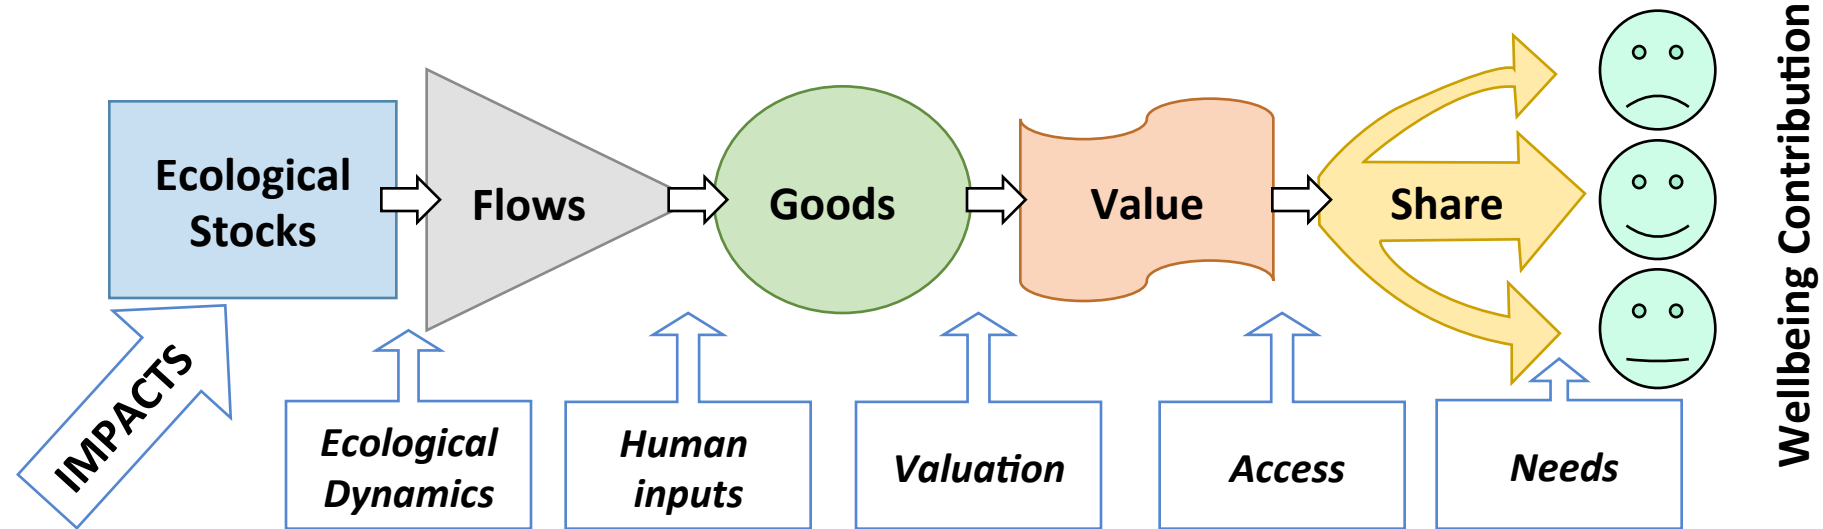 Ecological
Stocks
Flows
Goods
Value
Share
Wellbeing Contribution
IMPACTS
Ecological
Dynamics
Human
inputs
Valuation
Access
Needs